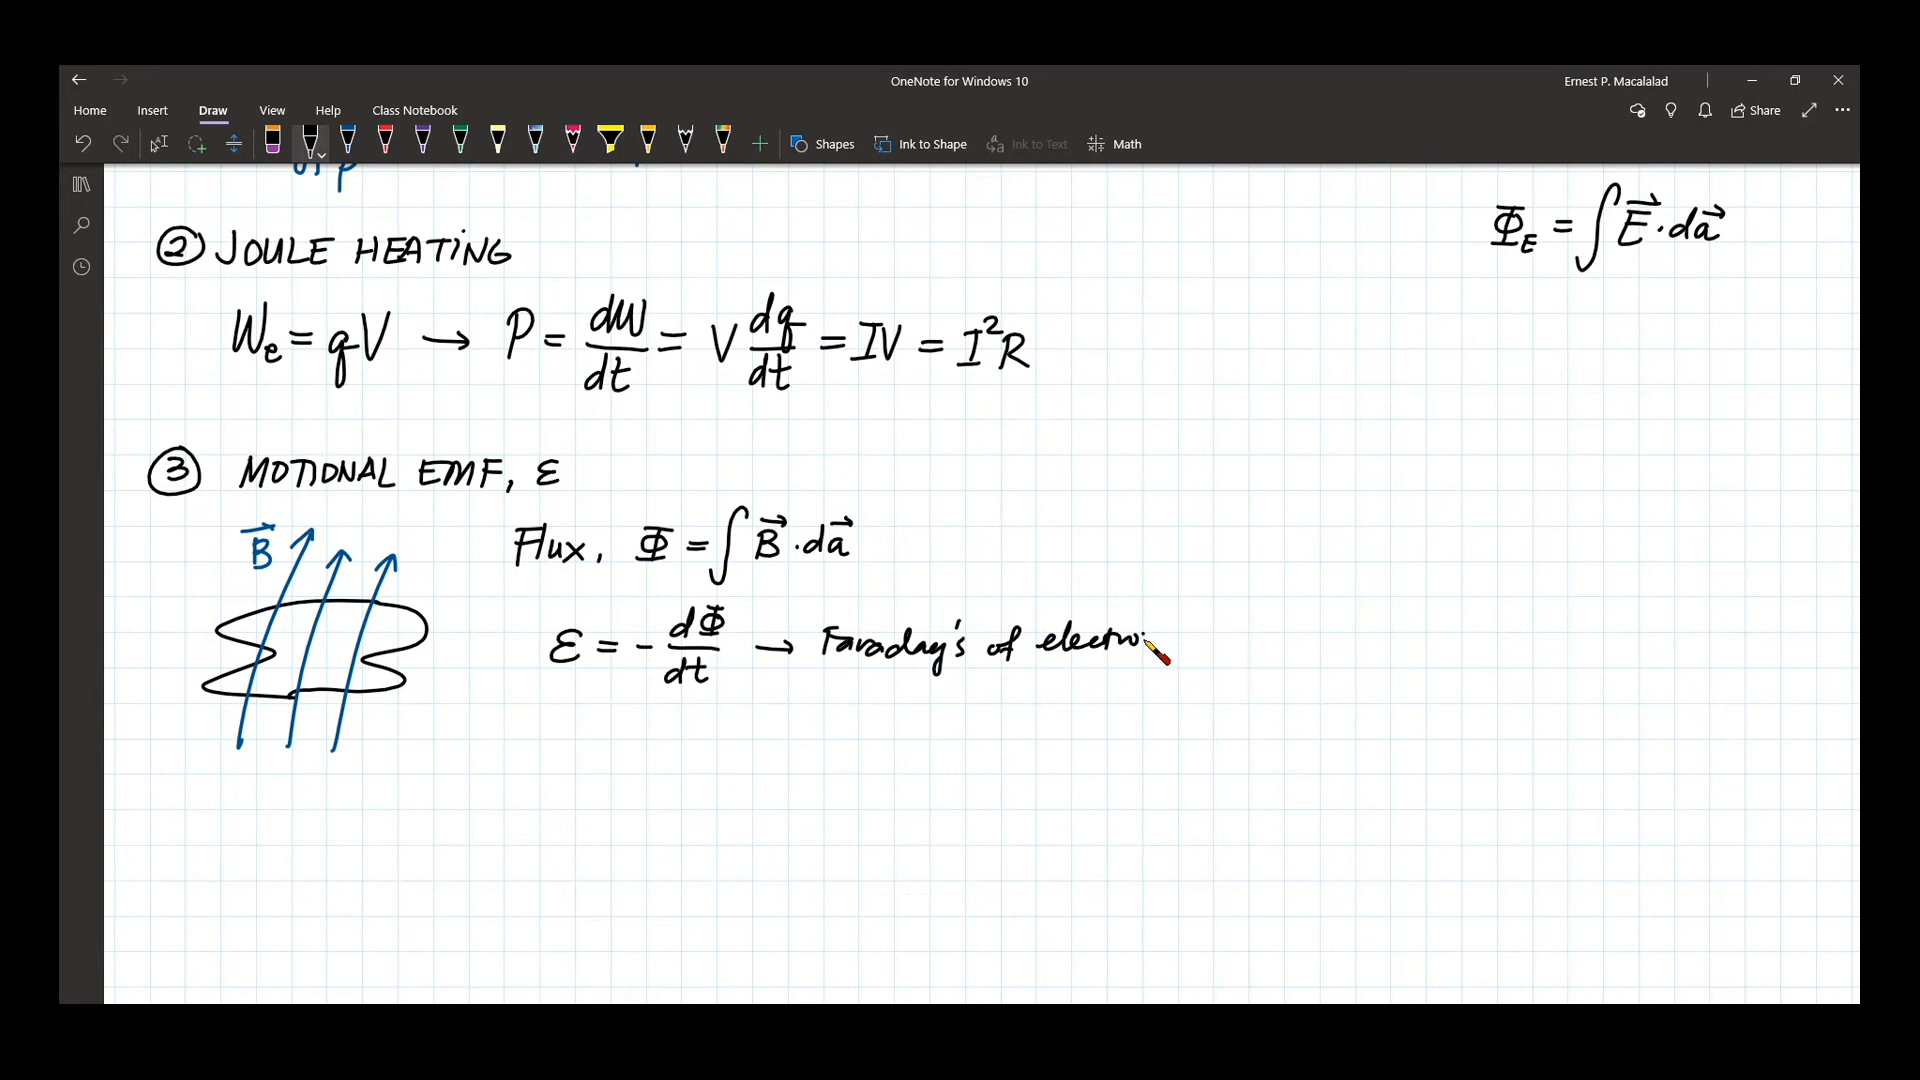 OneNote for Windows 10
Ernest P. Macalalad
Home Insert Draw View Help Class Notebook
Share
Shapes Ink to Shape Ink to Text Math
Φ_E = ∫ E⃗ · da⃗
② JOULE HEATING
W_e = qV → P = dW/dt = V dq/dt = IV = I²R
③ MOTIONAL EMF, ε
B⃗
Flux, Φ = ∫ B⃗ · da⃗
ε = - dΦ/dt → Faraday's of electro